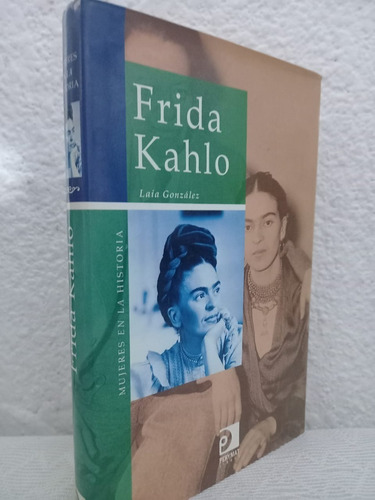 Frida
Kahlo
Laia González
MUJERES EN LA HISTORIA
FRIDA KAHLO